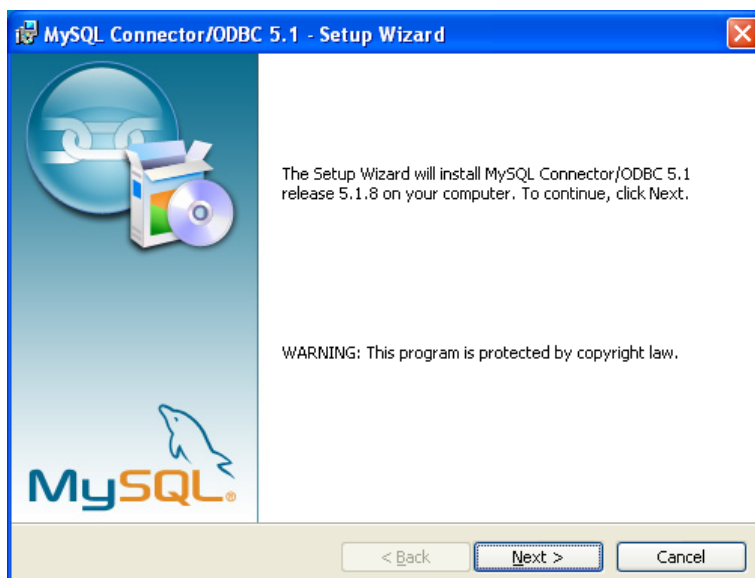 MySQL Connector/ODBC 5.1 - Setup Wizard
The Setup Wizard will install MySQL Connector/ODBC 5.1
release 5.1.8 on your computer. To continue, click Next.
WARNING: This program is protected by copyright law.
MySQL®
< Back
Next >
Cancel